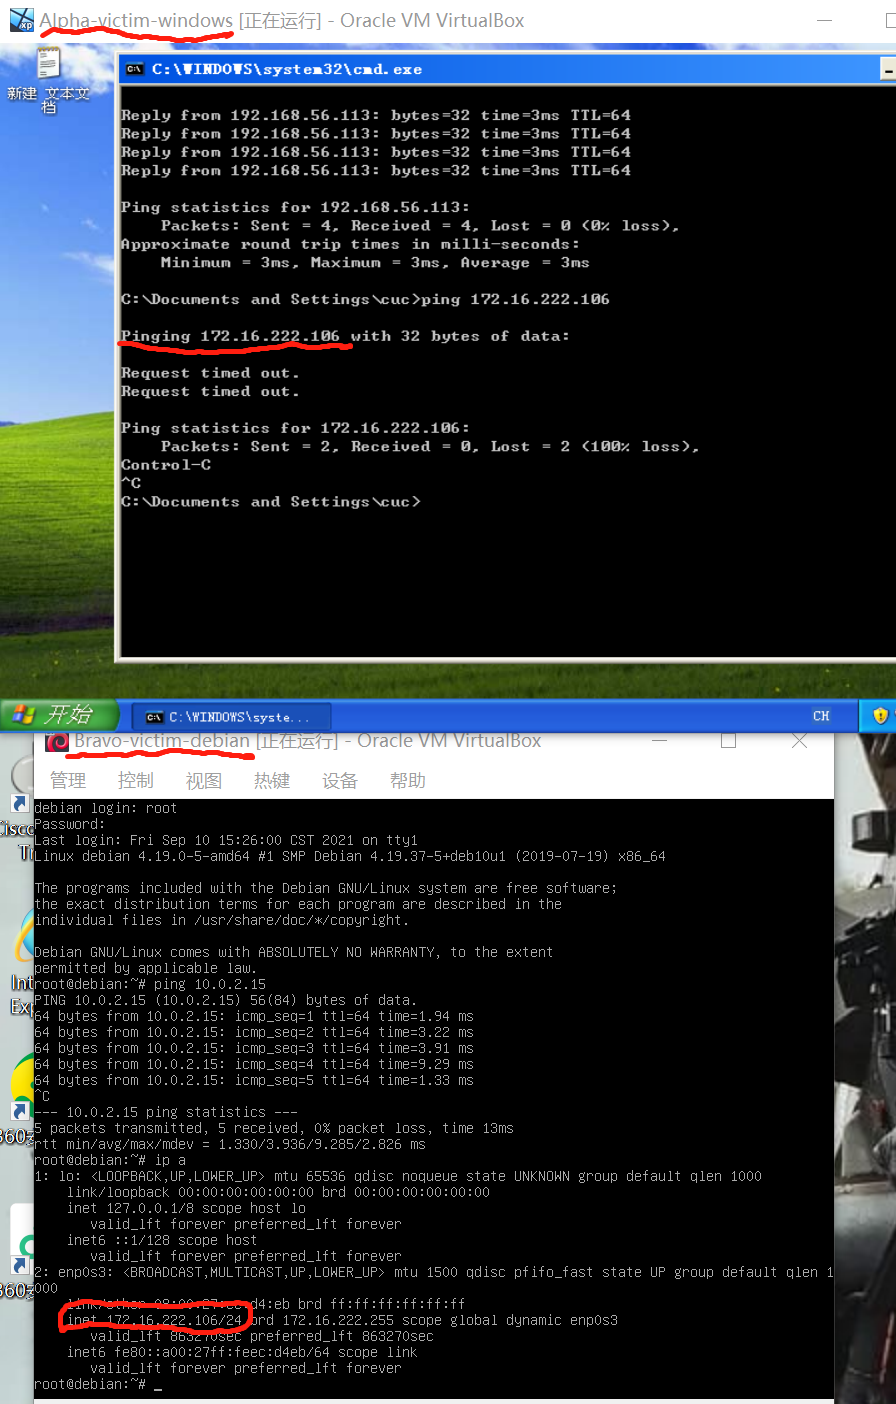 Alpha-victim-windows [正在运行] - Oracle VM VirtualBox
新建 文本文
档
C:\WINDOWS\system32\cmd.exe
Reply from 192.168.56.113: bytes=32 time=3ms TTL=64
Reply from 192.168.56.113: bytes=32 time=3ms TTL=64
Reply from 192.168.56.113: bytes=32 time=3ms TTL=64
Reply from 192.168.56.113: bytes=32 time=3ms TTL=64
Ping statistics for 192.168.56.113:
Packets: Sent = 4, Received = 4, Lost = 0 (0% loss),
Approximate round trip times in milli-seconds:
Minimum = 3ms, Maximum = 3ms, Average = 3ms
C:\Documents and Settings\cuc>ping 172.16.222.106
Pinging 172.16.222.106 with 32 bytes of data:
Request timed out.
Request timed out.
Ping statistics for 172.16.222.106:
Packets: Sent = 2, Received = 0, Lost = 2 (100% loss),
Control-C
^C
C:\Documents and Settings\cuc>
开始
C:\WINDOWS\syste...
CH
Bravo-victim-debian [正在运行] - Oracle VM VirtualBox
管理 控制 视图 热键 设备 帮助
debian login: root
Password:
Last login: Fri Sep 10 15:26:00 CST 2021 on tty1
Linux debian 4.19.0-5-amd64 #1 SMP Debian 4.19.37-5+deb10u1 (2019-07-19) x86_64
The programs included with the Debian GNU/Linux system are free software;
the exact distribution terms for each program are described in the
individual files in /usr/share/doc/*/copyright.
Debian GNU/Linux comes with ABSOLUTELY NO WARRANTY, to the extent
permitted by applicable law.
root@debian:~# ping 10.0.2.15
PING 10.0.2.15 (10.0.2.15) 56(84) bytes of data.
64 bytes from 10.0.2.15: icmp_seq=1 ttl=64 time=1.94 ms
64 bytes from 10.0.2.15: icmp_seq=2 ttl=64 time=3.22 ms
64 bytes from 10.0.2.15: icmp_seq=3 ttl=64 time=3.91 ms
64 bytes from 10.0.2.15: icmp_seq=4 ttl=64 time=9.29 ms
64 bytes from 10.0.2.15: icmp_seq=5 ttl=64 time=1.33 ms
^C
--- 10.0.2.15 ping statistics ---
5 packets transmitted, 5 received, 0% packet loss, time 13ms
rtt min/avg/max/mdev = 1.330/3.936/9.285/2.826 ms
root@debian:~# ip a
1: lo: <LOOPBACK,UP,LOWER_UP> mtu 65536 qdisc noqueue state UNKNOWN group default qlen 1000
link/loopback 00:00:00:00:00:00 brd 00:00:00:00:00:00
inet 127.0.0.1/8 scope host lo
valid_lft forever preferred_lft forever
inet6 ::1/128 scope host
valid_lft forever preferred_lft forever
2: enp0s3: <BROADCAST,MULTICAST,UP,LOWER_UP> mtu 1500 qdisc pfifo_fast state UP group default qlen 1
000
link/ether 08:00:27:ec:d4:eb brd ff:ff:ff:ff:ff:ff
inet 172.16.222.106/24 brd 172.16.222.255 scope global dynamic enp0s3
valid_lft 863270sec preferred_lft 863270sec
inet6 fe80::a00:27ff:feec:d4eb/64 scope link
valid_lft forever preferred_lft forever
root@debian:~# _